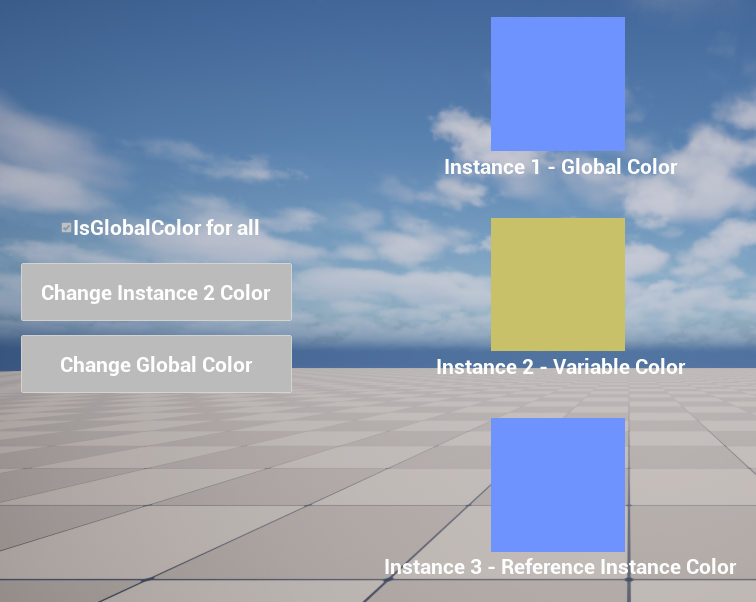 Instance 1 - Global Color
IsGlobalColor for all
Change Instance 2 Color
Change Global Color
Instance 2 - Variable Color
Instance 3 - Reference Instance Color